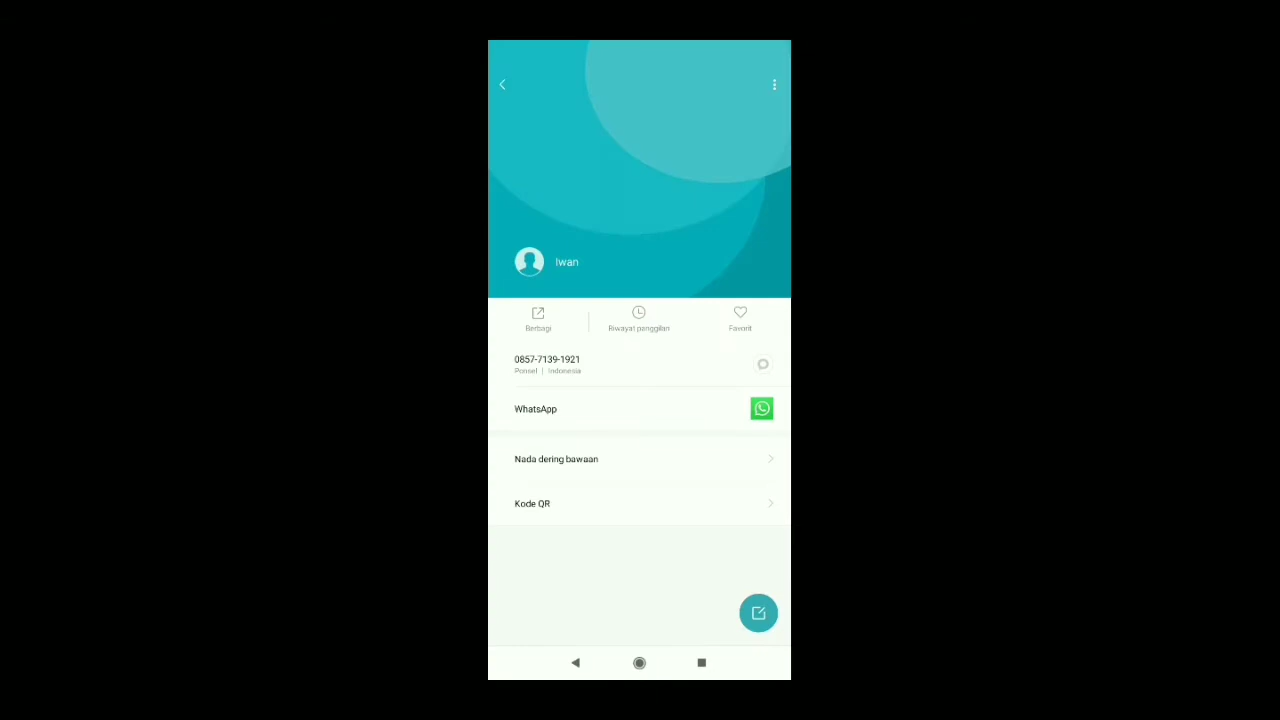 Iwan
Berbagi
Riwayat panggilan
Favorit
0857-7139-1921
Ponsel | Indonesia
WhatsApp
Nada dering bawaan
Kode QR